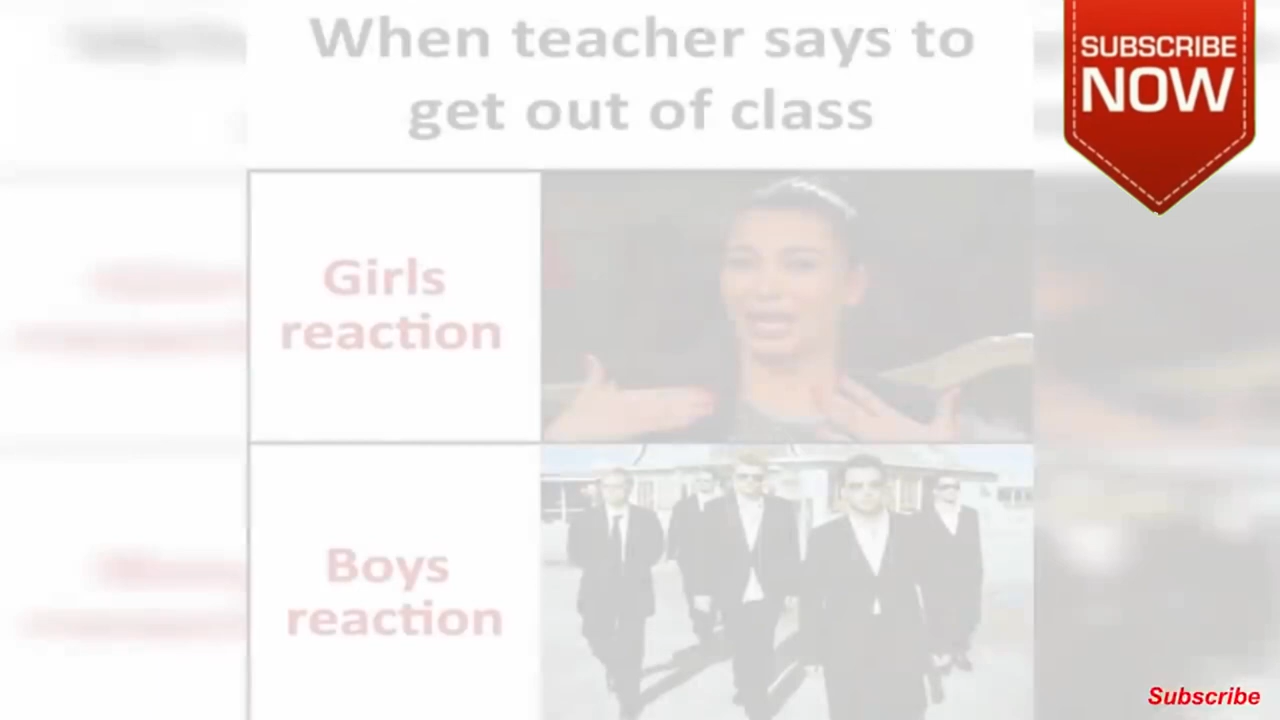 When teacher says to
get out of class
SUBSCRIBE
NOW
Girls
reaction
Boys
reaction
Subscribe